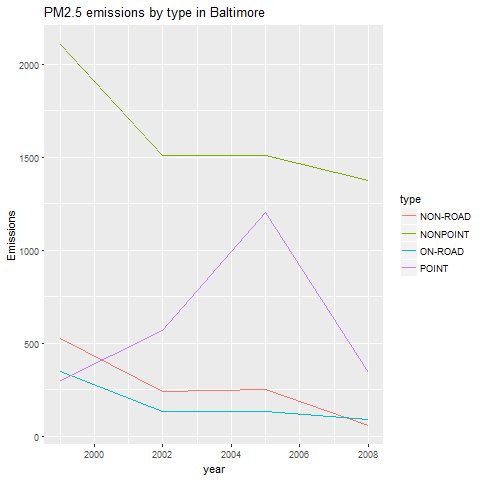 PM2.5 emissions by type in Baltimore
2000
1500
1000
500
0
Emissions
2000
2002
2004
2006
2008
year
type
NON-ROAD
NONPOINT
ON-ROAD
POINT